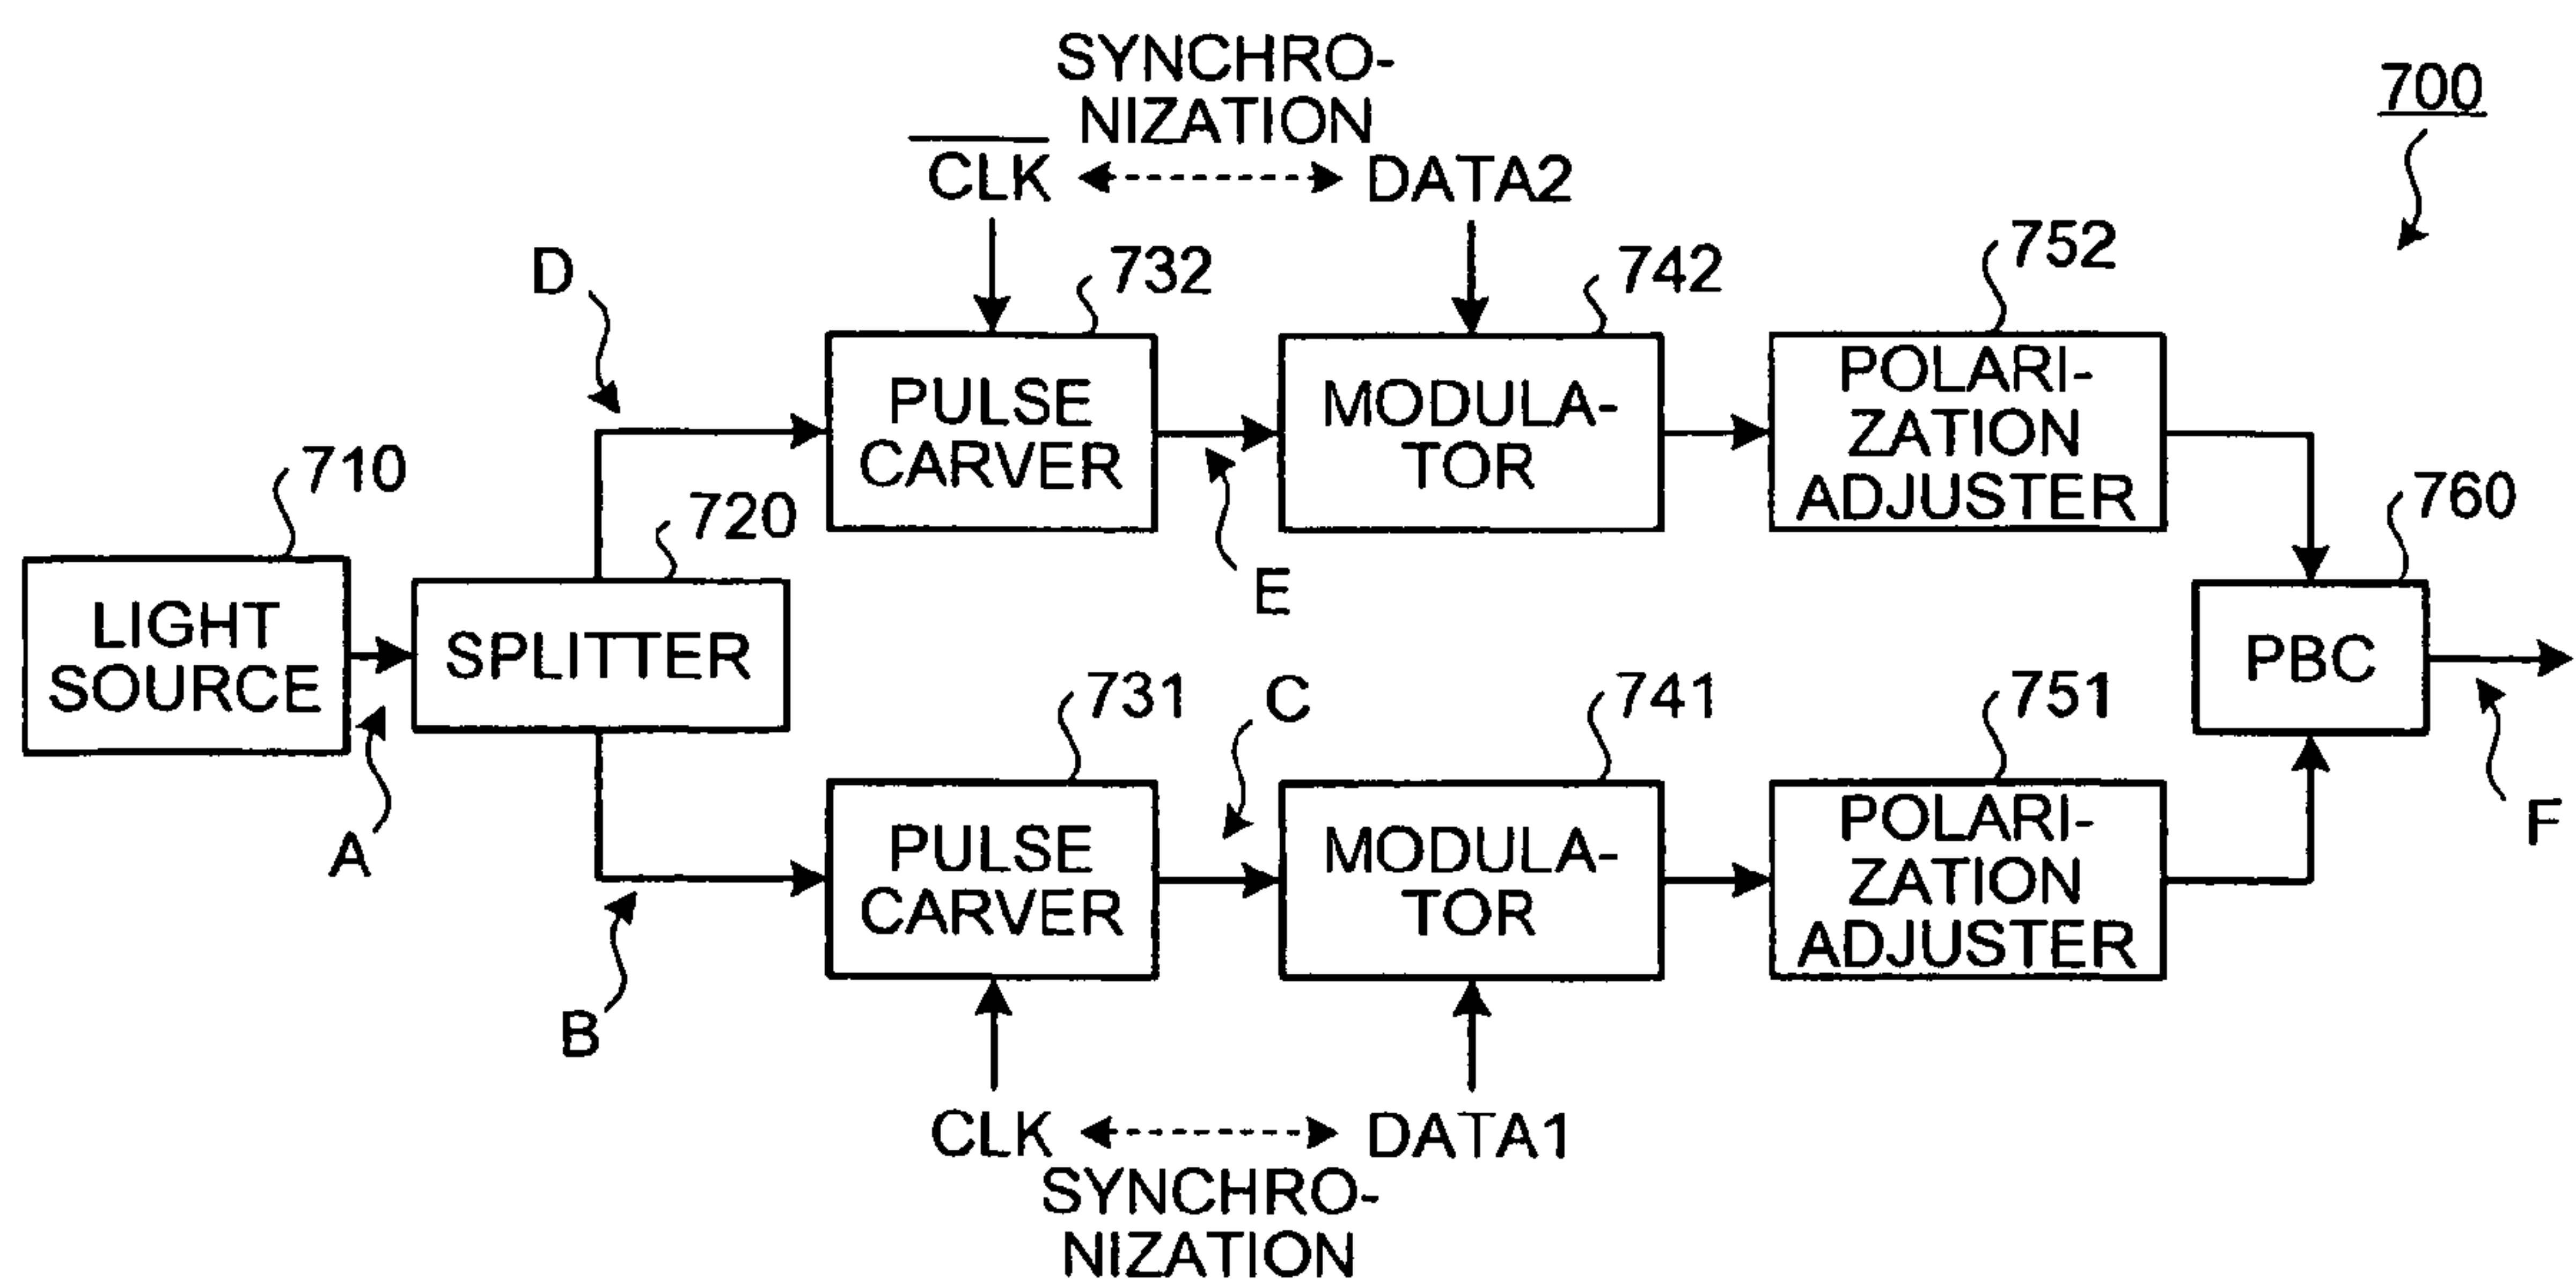 SYNCHRO-
NIZATION
700
CLK DATA2
D
732
742
752
PULSE
CARVER
MODULA-
TOR
POLARI-
ZATION
ADJUSTER
710
720
E
760
LIGHT
SOURCE
SPLITTER
PBC
A
731
C
741
751
F
B
PULSE
CARVER
MODULA-
TOR
POLARI-
ZATION
ADJUSTER
CLK DATA1
SYNCHRO-
NIZATION